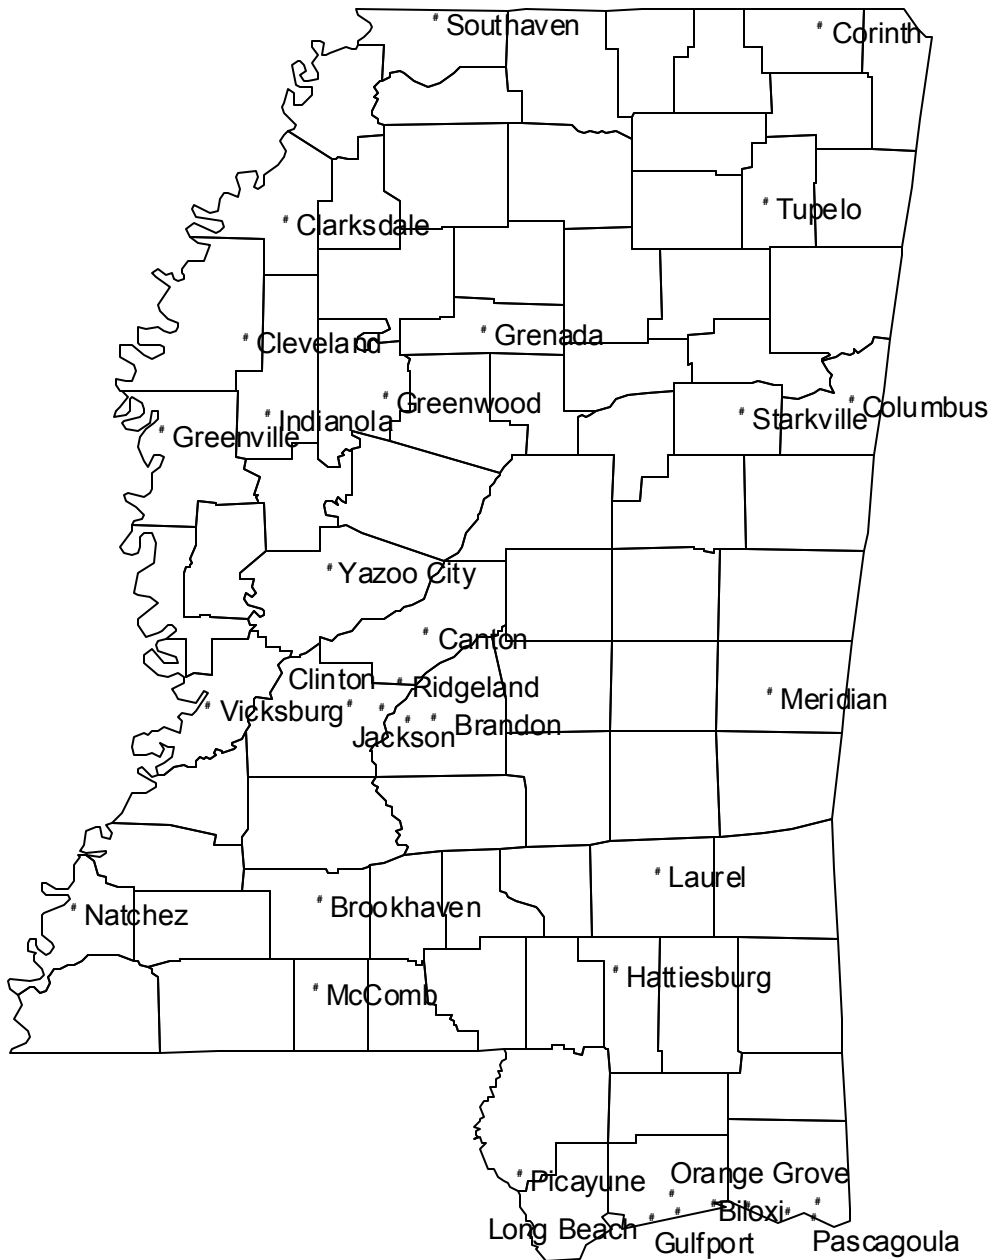 Southaven
Corinth
Tupelo
Clarksdale
Grenada
Cleveland
Greenwood
Columbus
Indianola
Starkville
Greenville
Yazoo City
Canton
Clinton
Ridgeland
Meridian
Vicksburg
Brandon
Jackson
Laurel
Brookhaven
Natchez
Hattiesburg
McComb
Orange Grove
Picayune
Biloxi
Long Beach
Gulfport
Pascagoula